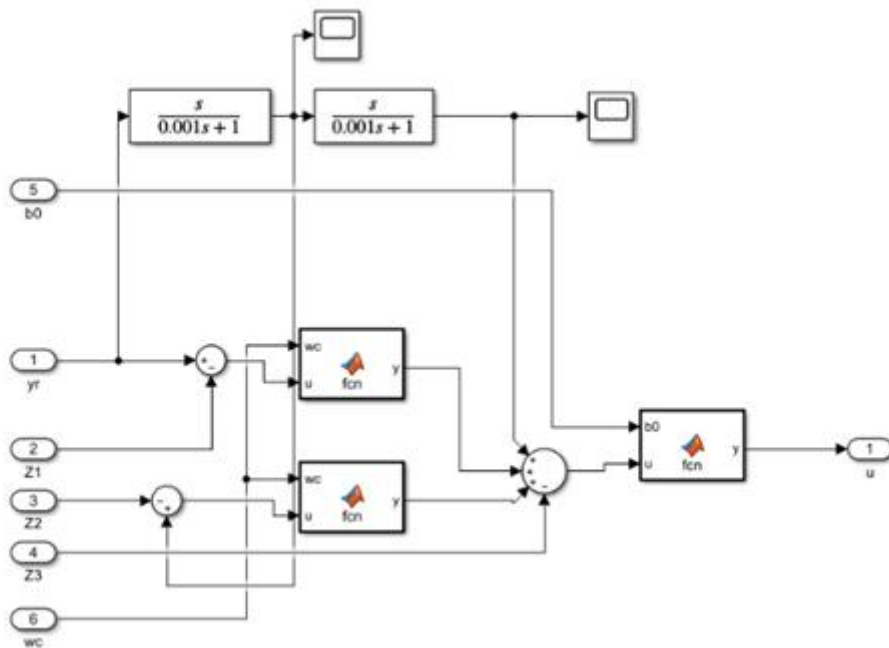 s
0.001s + 1
s
0.001s + 1
5
b0
1
yr
+
-
wc
u
fcn
y
2
Z1
3
Z2
-
+
wc
u
fcn
y
4
Z3
6
wc
+
+
+
-
b0
u
fcn
y
1
u